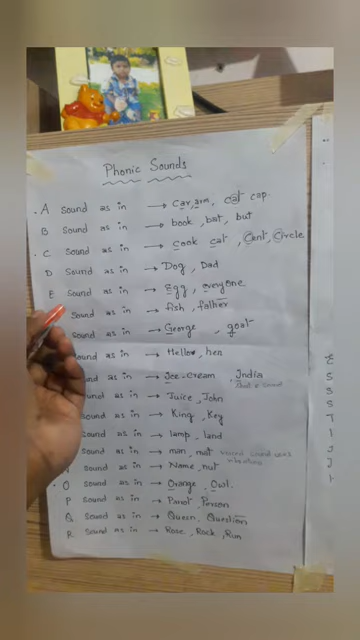 Phonic Sounds
A Sound as in → Car, arm, cat cap.
B Sound as in → book, bat, but
C Sound as in → Cook cat, Cent, Circle
D Sound as in → Dog, Dad
E Sound as in → Egg, everyone
Sound as in → fish, father
Sound as in → George, goat
Sound as in → Hello, hen
Sound as in → Ice-cream, India
Sound as in → Juice, John
Sound as in → King, Key
Sound as in → lamp, land
Sound as in → man, mat
Sound as in → Name, nut
O Sound as in → Orange, Owl.
P Sound as in → Parrot, Person
Q Sound as in → Queen, Question
R Sound as in → Rose, Rock, Run